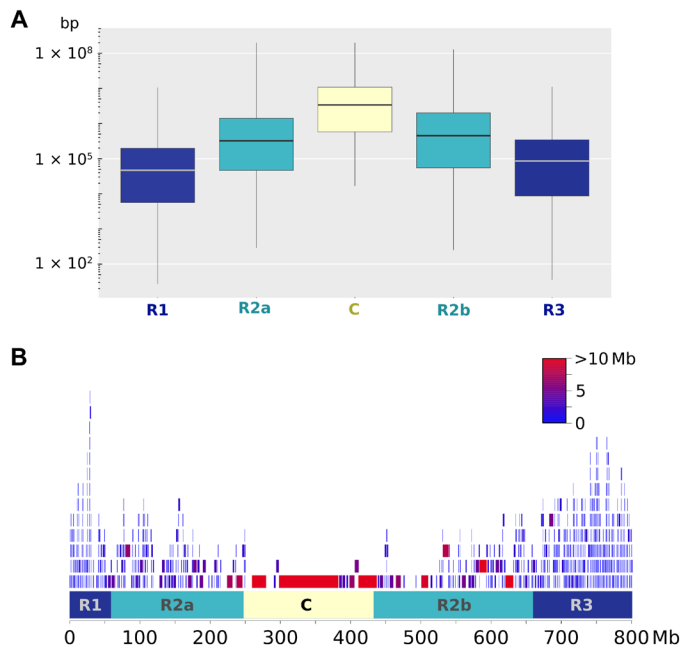 A
bp
1 × 10⁸
1 × 10⁵
1 × 10²
R1 R2a C R2b R3
B
>10 Mb
5
0
R1 R2a C R2b R3
0 100 200 300 400 500 600 700 800 Mb